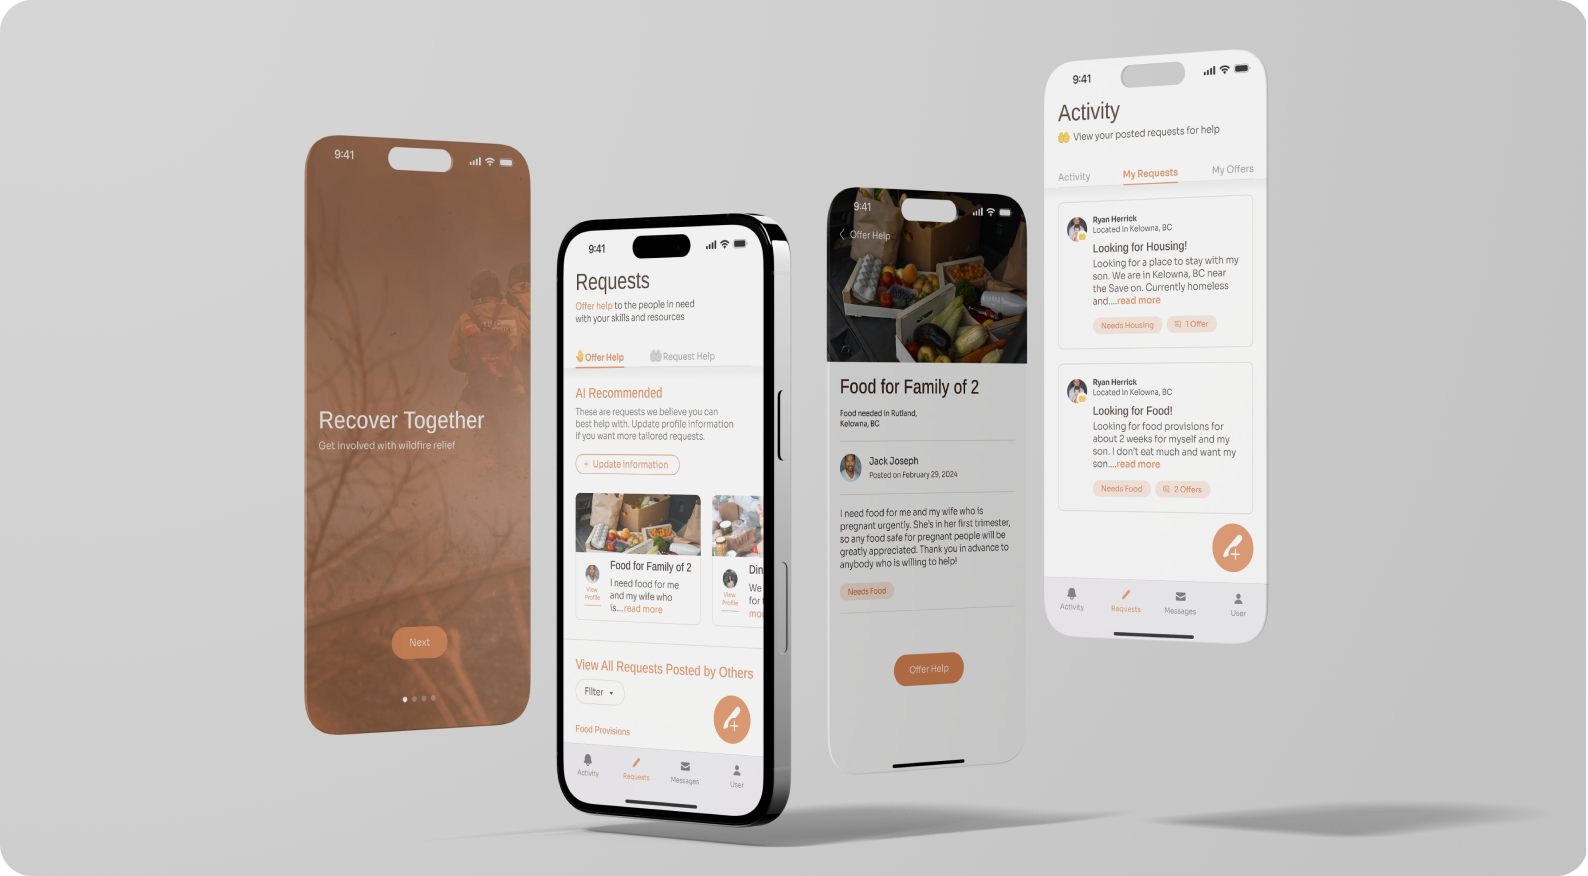 9:41
Recover Together
Get involved with wildfire relief
Next
9:41
Requests
Offer help to the people in need
with your skills and resources
Offer Help
Request Help
AI Recommended
These are requests we believe you can
best help with. Update profile information
if you want more tailored requests.
+ Update Information
Food for Family of 2
View
Profile
I need food for me
and my wife who
is....read more
Din
View
Profile
We
for t
mor
View All Requests Posted by Others
Filter
Food Provisions
Activity
Requests
Messages
User
9:41
Offer Help
Food for Family of 2
Food needed in Rutland,
Kelowna, BC
Jack Joseph
Posted on February 29, 2024
I need food for me and my wife who is
pregnant urgently. She's in her first trimester,
so any food safe for pregnant people will be
greatly appreciated. Thank you in advance to
anybody who is willing to help!
Needs Food
Offer Help
9:41
Activity
View your posted requests for help
Activity
My Requests
My Offers
Ryan Herrick
Located in Kelowna, BC
Looking for Housing!
Looking for a place to stay with my
son. We are in Kelowna, BC near
the Save on. Currently homeless
and....read more
Needs Housing
1 Offer
Ryan Herrick
Located in Kelowna, BC
Looking for Food!
Looking for food provisions for
about 2 weeks for myself and my
son. I don't eat much and want my
son....read more
Needs Food
2 Offers
Activity
Requests
Messages
User